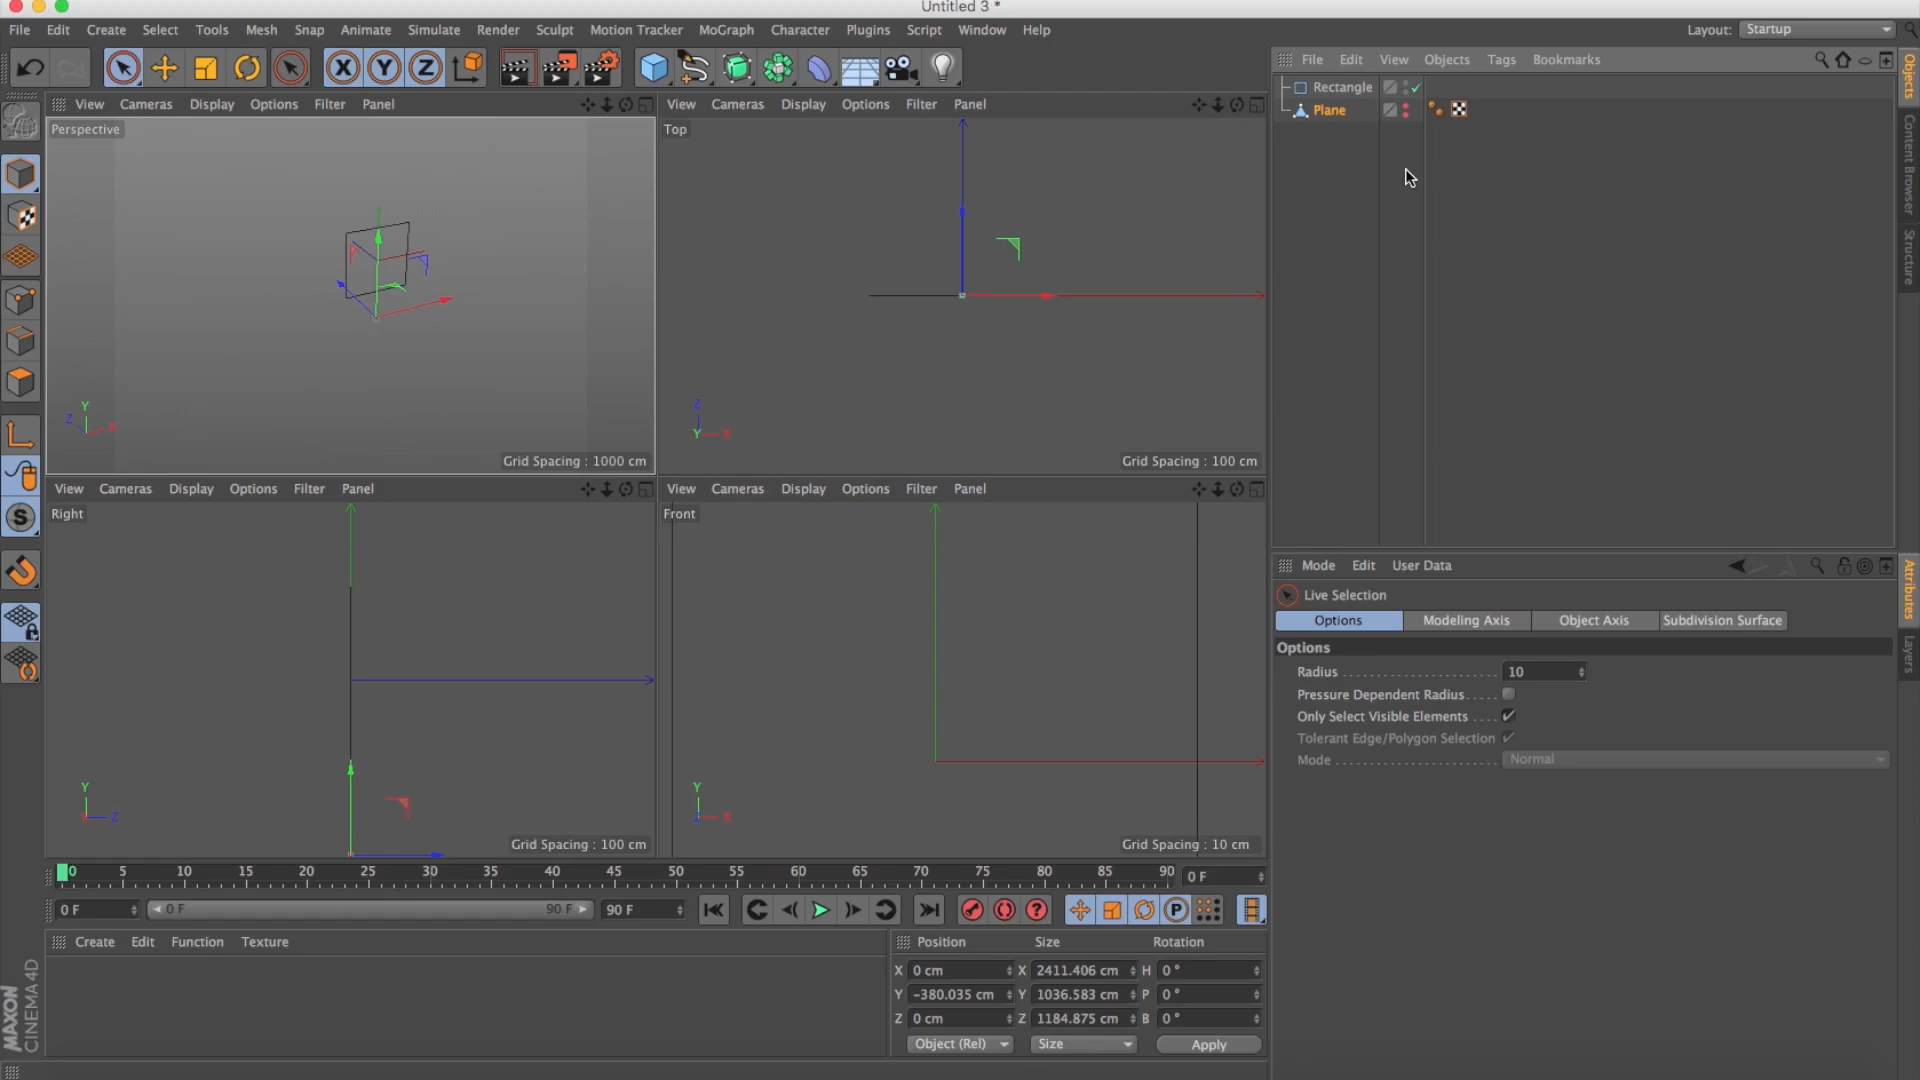 Untitled 3 *
File Edit Create Select Tools Mesh Snap Animate Simulate Render Sculpt Motion Tracker MoGraph Character Plugins Script Window Help Layout: Startup
X Y Z
File Edit View Objects Tags Bookmarks
Objects
Content Browser
Structure
Rectangle
Plane
View Cameras Display Options Filter Panel
Perspective
Y
Z X
Grid Spacing : 1000 cm
View Cameras Display Options Filter Panel
Top
Z
Y X
Grid Spacing : 100 cm
View Cameras Display Options Filter Panel
Right
Y
X Z
Grid Spacing : 100 cm
View Cameras Display Options Filter Panel
Front
Y
Z X
Grid Spacing : 10 cm
S
Mode Edit User Data
Attributes
Layers
Live Selection
Options Modeling Axis Object Axis Subdivision Surface
Options
Radius 10
Pressure Dependent Radius
Only Select Visible Elements
Tolerant Edge/Polygon Selection
Mode Normal
0 5 10 15 20 25 30 35 40 45 50 55 60 65 70 75 80 85 90 0 F
0 F 0 F 90 F 90 F ? P
Create Edit Function Texture
Position Size Rotation
X 0 cm X 2411.406 cm H 0 °
Y -380.035 cm Y 1036.583 cm P 0 °
Z 0 cm Z 1184.875 cm B 0 °
Object (Rel) Size Apply
MAXON
CINEMA 4D